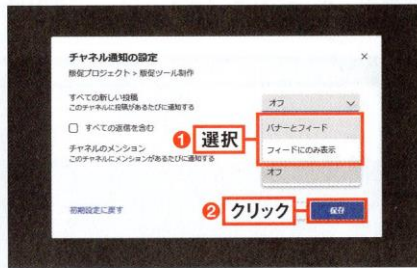 チャネル通知の設定
×
販促プロジェクト > 販促ツール制作
すべての新しい投稿
このチャネルに投稿があるたびに通知する
オフ
すべての返信を含む
❶ 選択
バナーとフィード
フィードにのみ表示
オフ
チャネルのメンション
このチャネルにメンションがあるたびに通知する
初期設定に戻す
❷ クリック
保存